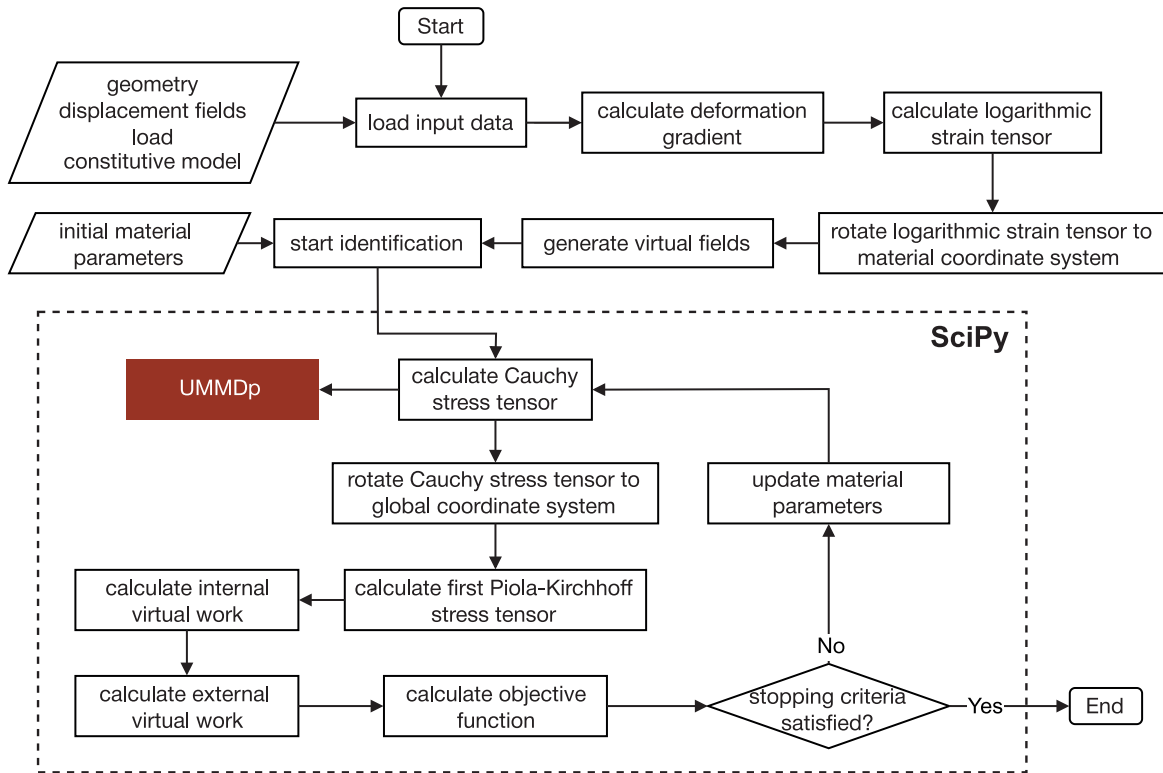 Start
geometry
displacement fields
load
constitutive model
load input data
calculate deformation
gradient
calculate logarithmic
strain tensor
initial material
parameters
start identification
generate virtual fields
rotate logarithmic strain tensor to
material coordinate system
SciPy
UMMDp
calculate Cauchy
stress tensor
rotate Cauchy stress tensor to
global coordinate system
update material
parameters
calculate internal
virtual work
calculate first Piola-Kirchhoff
stress tensor
No
calculate external
virtual work
calculate objective
function
stopping criteria
satisfied?
Yes
End